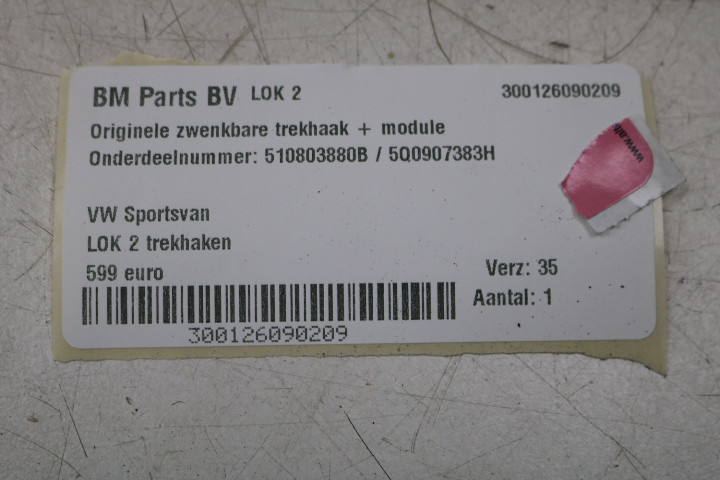 BM Parts BV LOK 2 300126090209
Originele zwenkbare trekhaak + module
Onderdeelnummer: 510803880B / 5Q0907383H
VW Sportsvan
LOK 2 trekhaken
599 euro Verz: 35
Aantal: 1
300126090209